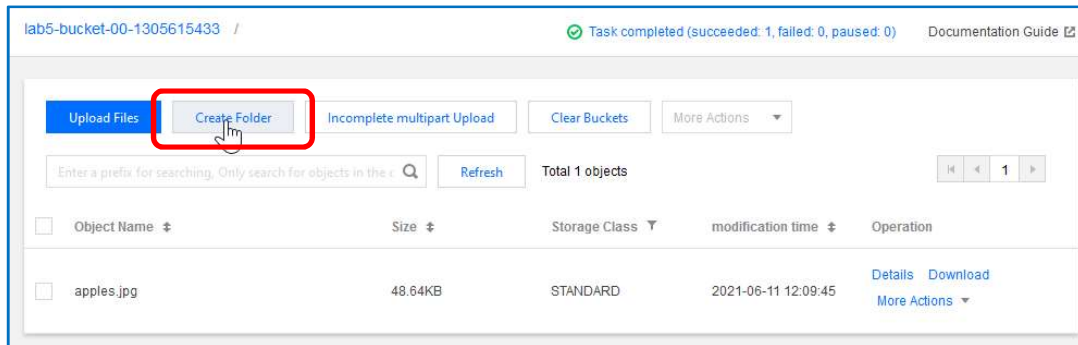 lab5-bucket-00-1305615433 / Task completed (succeeded: 1, failed: 0, paused: 0) Documentation Guide
Upload Files Create Folder Incomplete multipart Upload Clear Buckets More Actions
Enter a prefix for searching, Only search for objects in the c Refresh Total 1 objects 1
Object Name Size Storage Class modification time Operation
Details Download
apples.jpg 48.64KB STANDARD 2021-06-11 12:09:45
More Actions